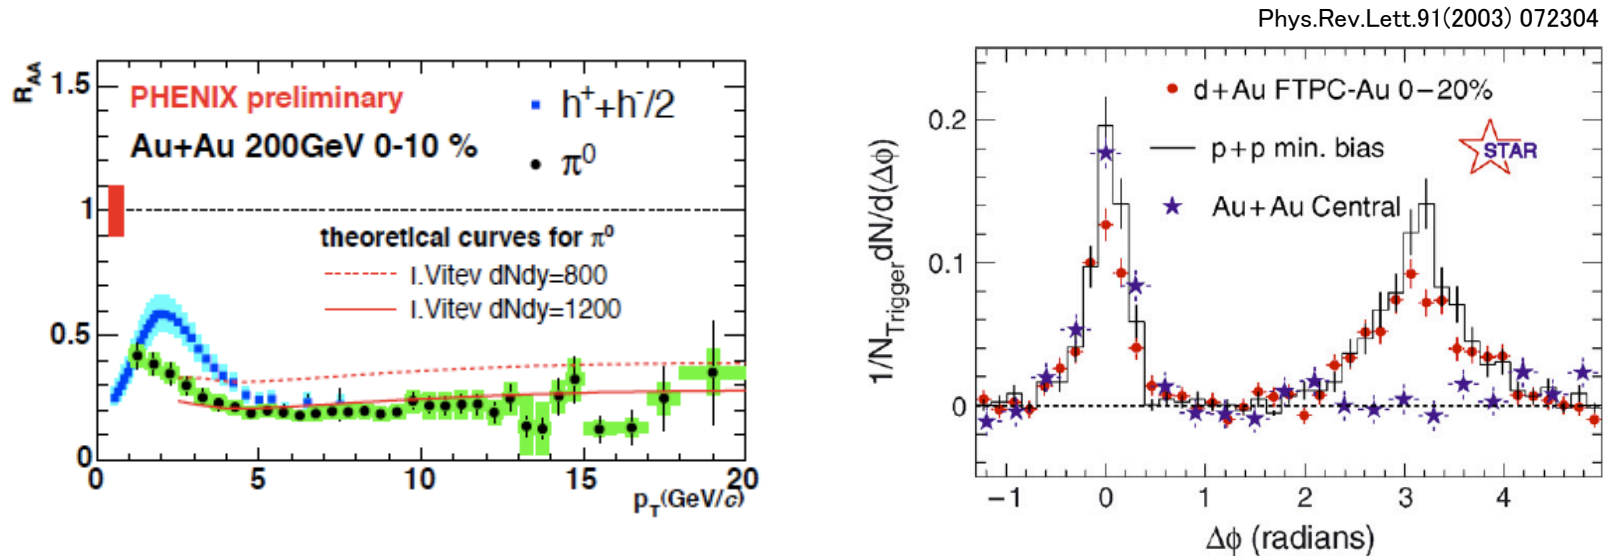 Phys.Rev.Lett.91(2003) 072304
R_AA
1.5
1
0.5
0
PHENIX preliminary
Au+Au 200GeV 0-10 %
h⁺+h⁻/2
π⁰
theoretical curves for π⁰
I.Vitev dNdy=800
I.Vitev dNdy=1200
0 5 10 15 20
p_T(GeV/c)
1/N_Trigger dN/d(Δϕ)
0.2
0.1
0
d+Au FTPC-Au 0-20%
p+p min. bias
Au+Au Central
STAR
-1 0 1 2 3 4
Δϕ (radians)